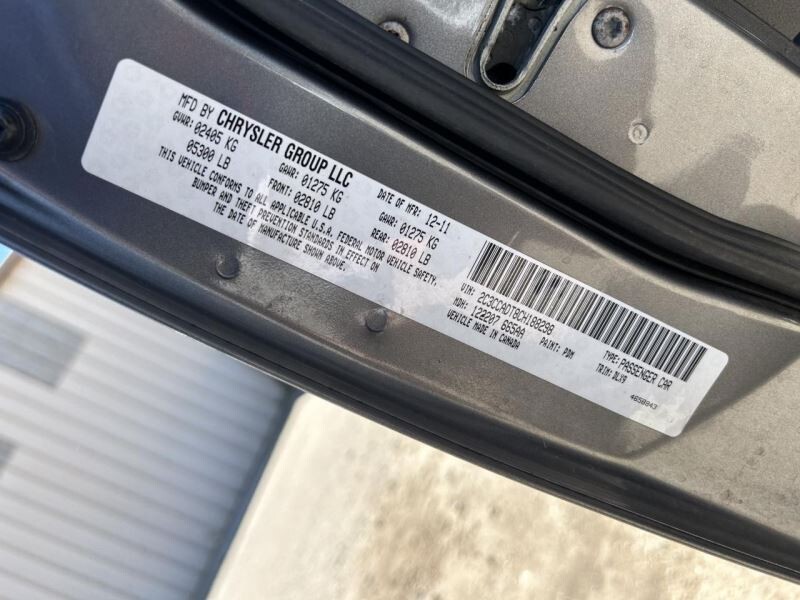 MFD BY CHRYSLER GROUP LLC
DATE OF MFR: 12-11
GVWR: 02405 KG
05300 LB
GAWR: 01275 KG
FRONT: 02810 LB
GAWR: 01275 KG
REAR: 02810 LB
THIS VEHICLE CONFORMS TO ALL APPLICABLE U.S.A. FEDERAL MOTOR VEHICLE SAFETY,
BUMPER AND THEFT PREVENTION STANDARDS IN EFFECT ON
THE DATE OF MANUFACTURE SHOWN ABOVE.
VIN: 2C3CCADT8CH188298
TYPE: PASSENGER CAR
MDH: 122207 665AA
PAINT: PDM
TRIM: DLX9
VEHICLE MADE IN CANADA
4658843